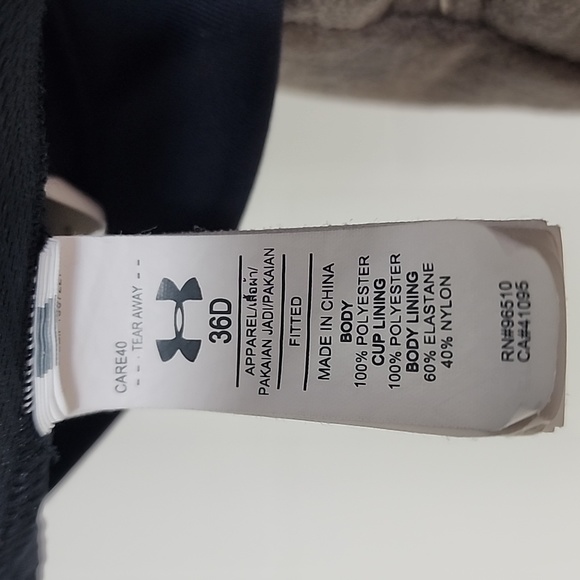 CARE40
- - · TEAR AWAY · - -
36D
APPAREL/เสื้อผ้า/
PAKAIAN JADI/PAKAIAN
FITTED
MADE IN CHINA
BODY
100% POLYESTER
CUP LINING
100% POLYESTER
BODY LINING
60% ELASTANE
40% NYLON
RN#96510
CA#41095